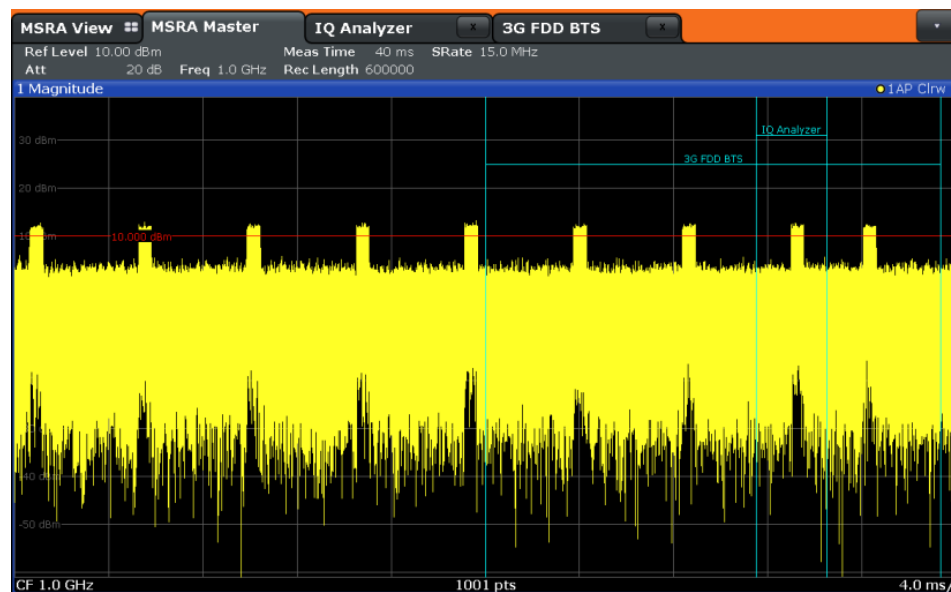 MSRA View MSRA Master IQ Analyzer x 3G FDD BTS x
Ref Level 10.00 dBm Meas Time 40 ms SRate 15.0 MHz
Att 20 dB Freq 1.0 GHz Rec Length 600000
1 Magnitude 1AP Clrw
IQ Analyzer
30 dBm
3G FDD BTS
20 dBm
10.000 dBm
-50 dBm
CF 1.0 GHz 1001 pts 4.0 ms/